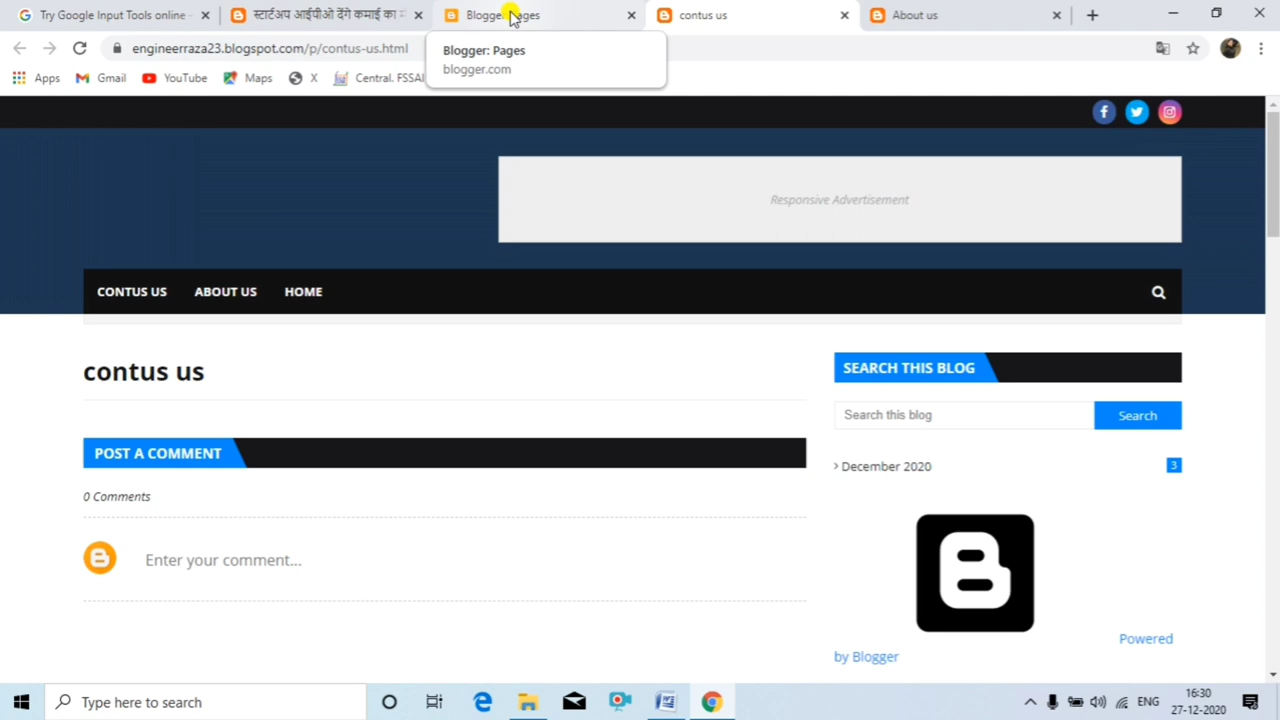 Try Google Input Tools online -
स्टार्टअप आईपीओ देंगे कमाई का म
Blogger: Pages
contus us
About us
engineerraza23.blogspot.com/p/contus-us.html
Blogger: Pages
blogger.com
Apps
Gmail
YouTube
Maps
X
Central. FSSAI
Responsive Advertisement
CONTUS US
ABOUT US
HOME
contus us
SEARCH THIS BLOG
Search this blog
Search
POST A COMMENT
December 2020
3
0 Comments
Enter your comment...
Powered
by Blogger
Type here to search
ENG
16:30
27-12-2020